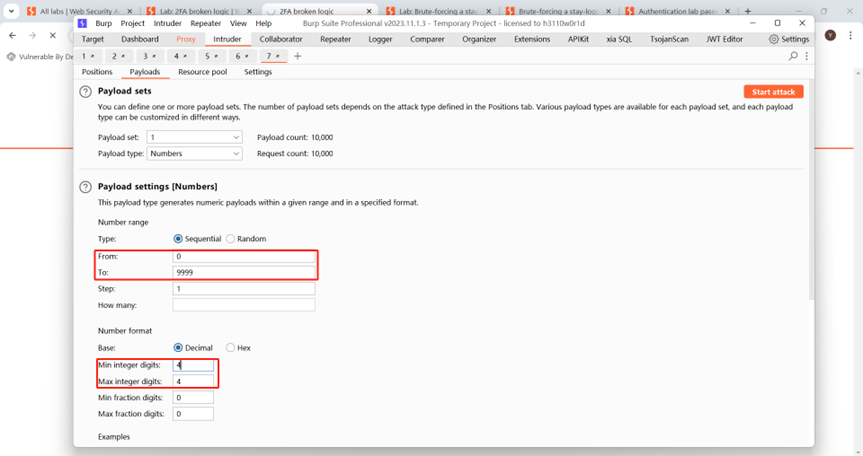 All labs | Web Security A
Lab: 2FA broken logic | W
2FA broken logic
Lab: Brute-forcing a stay-
Brute-forcing a stay-log
Authentication lab pass
Vulnerable By De
Burp Project Intruder Repeater View Help
Burp Suite Professional v2023.11.1.3 - Temporary Project - licensed to h3110w0r1d
Target Dashboard Proxy Intruder Collaborator Repeater Logger Comparer Organizer Extensions APIKit xia SQL TsojanScan JWT Editor Settings
1 × 2 × 3 × 4 × 5 × 6 × 7 × +
Positions Payloads Resource pool Settings
Payload sets
Start attack
You can define one or more payload sets. The number of payload sets depends on the attack type defined in the Positions tab. Various payload types are available for each payload set, and each payload
type can be customized in different ways.
Payload set: 1 Payload count: 10,000
Payload type: Numbers Request count: 10,000
Payload settings [Numbers]
This payload type generates numeric payloads within a given range and in a specified format.
Number range
Type: Sequential Random
From: 0
To: 9999
Step: 1
How many:
Number format
Base: Decimal Hex
Min integer digits: 4
Max integer digits: 4
Min fraction digits: 0
Max fraction digits: 0
Examples